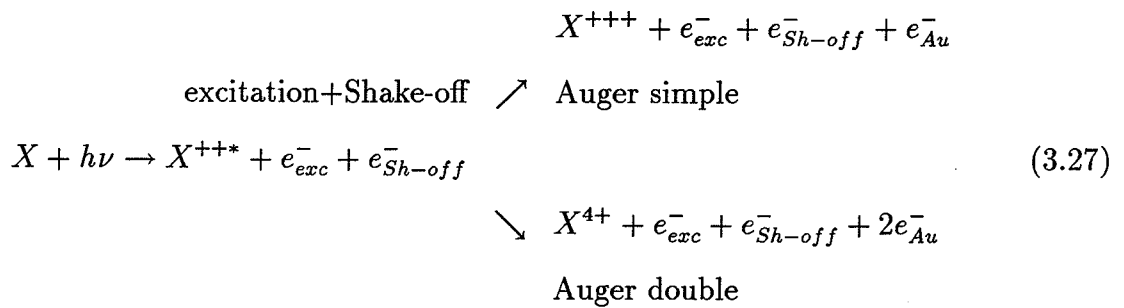 X^{+++} + e^-_{exc} + e^-_{Sh-off} + e^-_{Au}
excitation+Shake-off ↗ Auger simple
X + hν → X^{++*} + e^-_{exc} + e^-_{Sh-off} (3.27)
↘ X^{4+} + e^-_{exc} + e^-_{Sh-off} + 2e^-_{Au}
Auger double